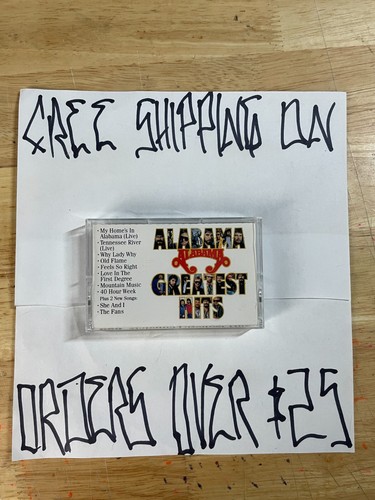 FREE SHIPPING ON
· My Home's In
Alabama (Live)
· Tennessee River
(Live)
· Why Lady Why
· Old Flame
· Feels So Right
· Love In The
First Degree
· Mountain Music
· 40 Hour Week
Plus 2 New Songs:
· She And I
· The Fans
ALABAMA
ALABAMA
GREATEST
HITS
ORDERS OVER $25